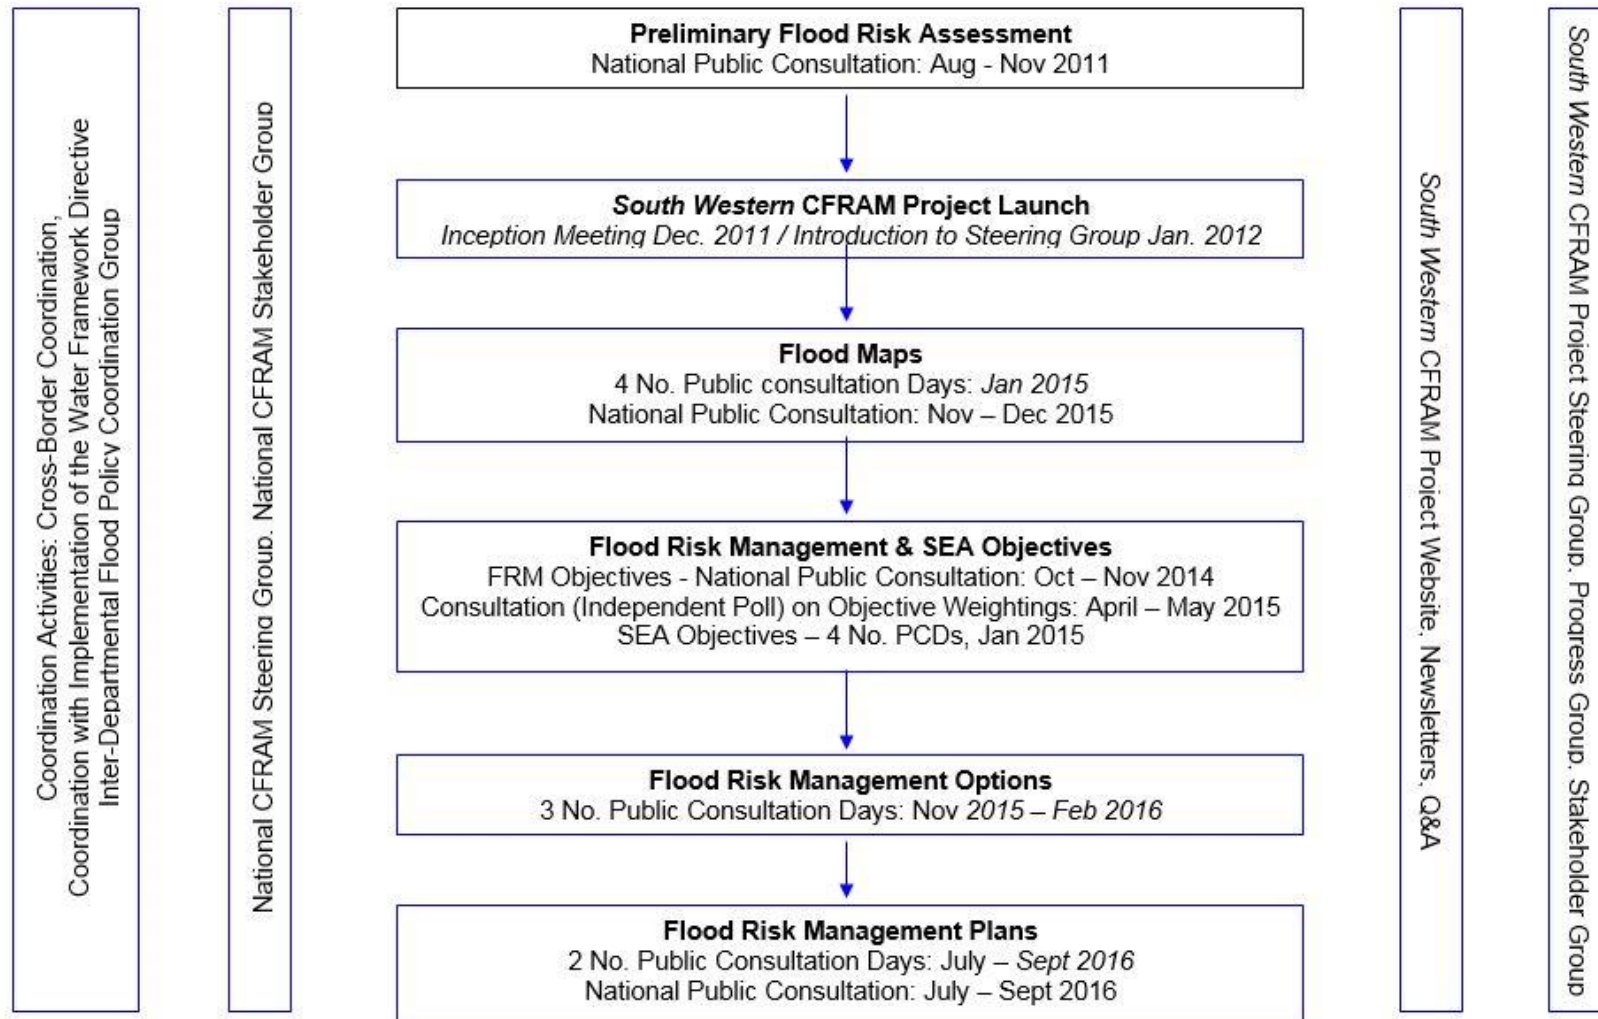 Coordination Activities: Cross-Border Coordination,
Coordination with Implementation of the Water Framework Directive
Inter-Departmental Flood Policy Coordination Group
National CFRAM Steering Group. National CFRAM Stakeholder Group
Preliminary Flood Risk Assessment
National Public Consultation: Aug - Nov 2011
South Western CFRAM Project Launch
Inception Meeting Dec. 2011 / Introduction to Steering Group Jan. 2012
Flood Maps
4 No. Public consultation Days: Jan 2015
National Public Consultation: Nov – Dec 2015
Flood Risk Management & SEA Objectives
FRM Objectives - National Public Consultation: Oct – Nov 2014
Consultation (Independent Poll) on Objective Weightings: April – May 2015
SEA Objectives – 4 No. PCDs, Jan 2015
Flood Risk Management Options
3 No. Public Consultation Days: Nov 2015 – Feb 2016
Flood Risk Management Plans
2 No. Public Consultation Days: July – Sept 2016
National Public Consultation: July – Sept 2016
South Western CFRAM Project Website, Newsletters, Q&A
South Western CFRAM Project Steering Group, Progress Group, Stakeholder Group